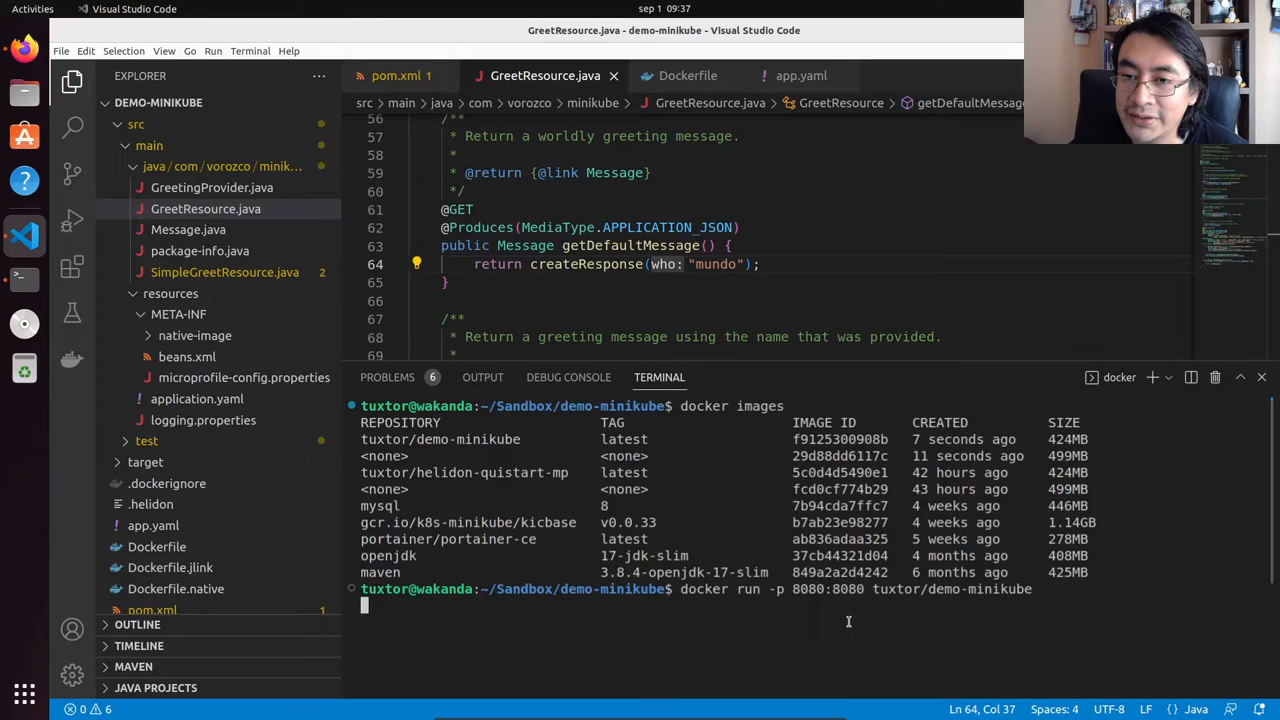 Activities
Visual Studio Code
sep 1 09:37
GreetResource.java - demo-minikube - Visual Studio Code
File Edit Selection View Go Run Terminal Help
EXPLORER
pom.xml 1
GreetResource.java
Dockerfile
app.yaml
src > main > java > com > vorozco > minikube > GreetResource.java > GreetResource > getDefaultMessage
DEMO-MINIKUBE
src
main
java / com / vorozco / minik...
GreetingProvider.java
GreetResource.java
Message.java
package-info.java
SimpleGreetResource.java 2
resources
META-INF
native-image
beans.xml
microprofile-config.properties
application.yaml
logging.properties
test
target
.dockerignore
.helidon
app.yaml
Dockerfile
Dockerfile.jlink
Dockerfile.native
pom.xml 1
OUTLINE
TIMELINE
MAVEN
JAVA PROJECTS
56 /**
57 * Return a worldly greeting message.
58 *
59 * @return {@link Message}
60 */
61 @GET
62 @Produces(MediaType.APPLICATION_JSON)
63 public Message getDefaultMessage() {
64 return createResponse(who: "mundo");
65 }
66
67 /**
68 * Return a greeting message using the name that was provided.
69 *
PROBLEMS 6 OUTPUT DEBUG CONSOLE TERMINAL
docker
tuxtor@wakanda:~/Sandbox/demo-minikube$ docker images
REPOSITORY TAG IMAGE ID CREATED SIZE
tuxtor/demo-minikube latest f9125300908b 7 seconds ago 424MB
<none> <none> 29d88dd6117c 11 seconds ago 499MB
tuxtor/helidon-quistart-mp latest 5c0d4d5490e1 42 hours ago 424MB
<none> <none> fcd0cf774b29 43 hours ago 499MB
mysql 8 7b94cda7ffc7 4 weeks ago 446MB
gcr.io/k8s-minikube/kicbase v0.0.33 b7ab23e98277 4 weeks ago 1.14GB
portainer/portainer-ce latest ab836adaa325 5 weeks ago 278MB
openjdk 17-jdk-slim 37cb44321d04 4 months ago 408MB
maven 3.8.4-openjdk-17-slim 849a2a2d4242 6 months ago 425MB
tuxtor@wakanda:~/Sandbox/demo-minikube$ docker run -p 8080:8080 tuxtor/demo-minikube
0 6
Ln 64, Col 37 Spaces: 4 UTF-8 LF {} Java